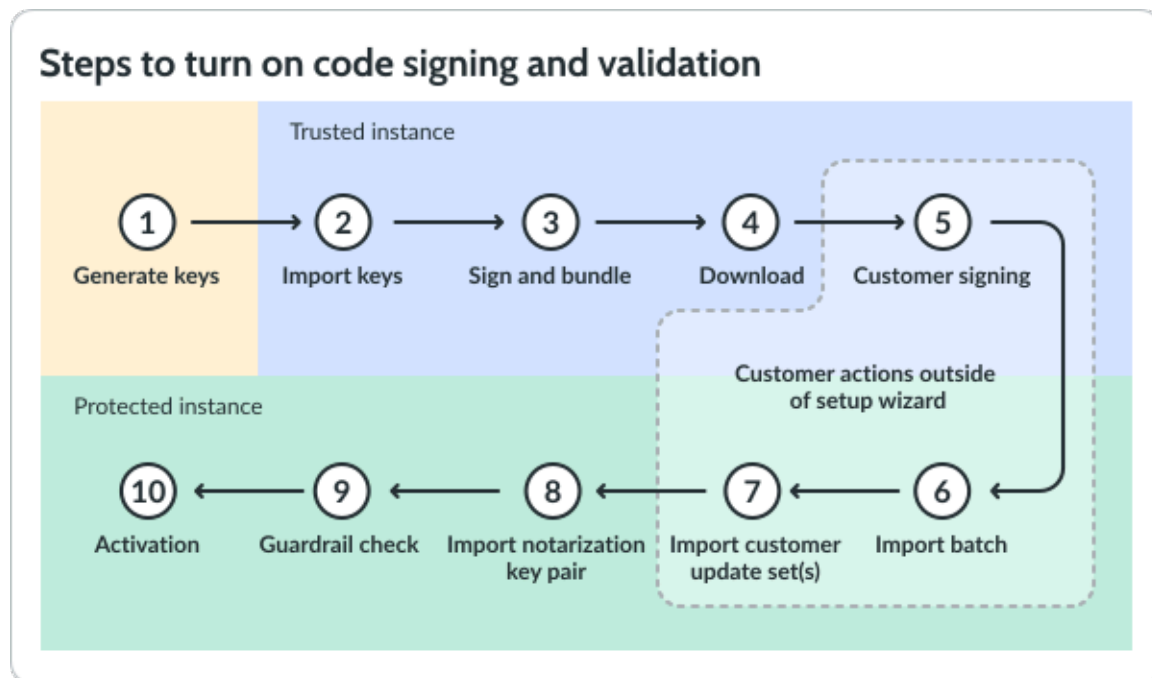 Steps to turn on code signing and validation
Trusted instance
1
2
3
4
5
Generate keys
Import keys
Sign and bundle
Download
Customer signing
Customer actions outside
of setup wizard
Protected instance
10
9
8
7
6
Activation
Guardrail check
Import notarization
key pair
Import customer
update set(s)
Import batch